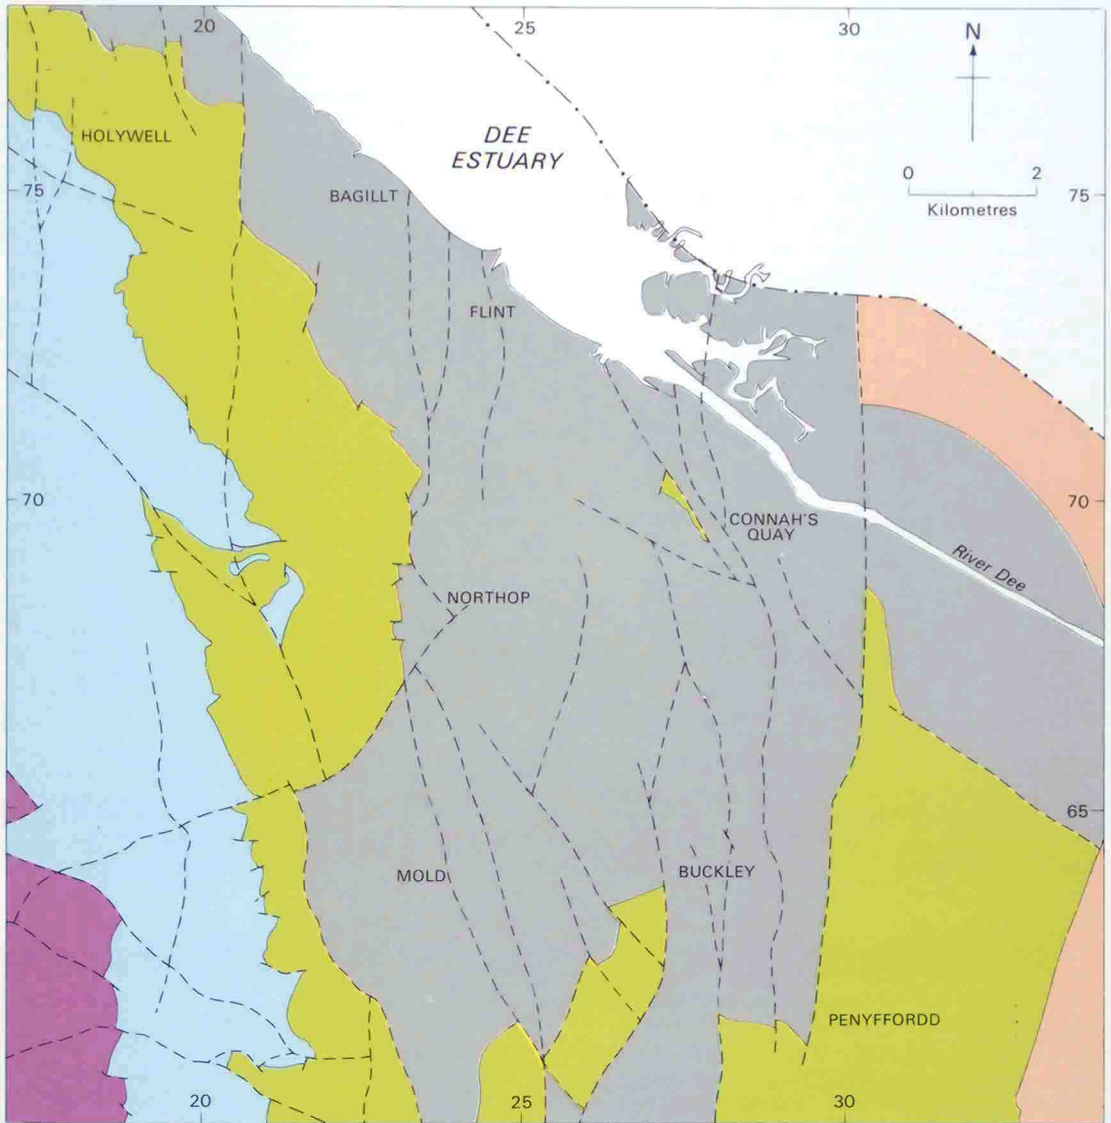 20
25
30
N
DEE
ESTUARY
HOLYWELL
75
BAGILLT
0
2
75
Kilometres
FLINT
70
CONNAH'S
QUAY
70
River Dee
NORTHOP
65
MOLD
BUCKLEY
PENYFFORDD
20
25
30